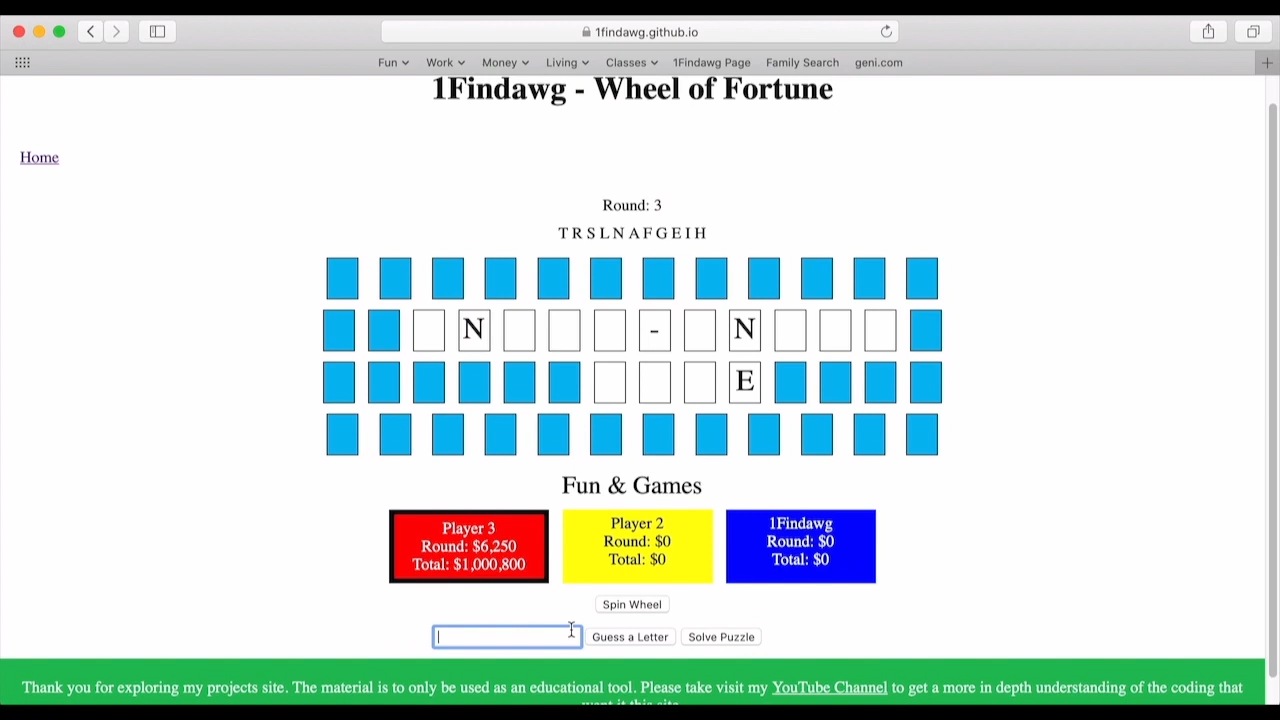 1findawg.github.io
Fun Work Money Living Classes 1Findawg Page Family Search geni.com
1Findawg - Wheel of Fortune
Home
Round: 3
T R S L N A F G E I H
N - N
E
Fun & Games
Player 3
Round: $6,250
Total: $1,000,800
Player 2
Round: $0
Total: $0
1Findawg
Round: $0
Total: $0
Spin Wheel
Guess a Letter Solve Puzzle
Thank you for exploring my projects site. The material is to only be used as an educational tool. Please take visit my YouTube Channel to get a more in depth understanding of the coding that